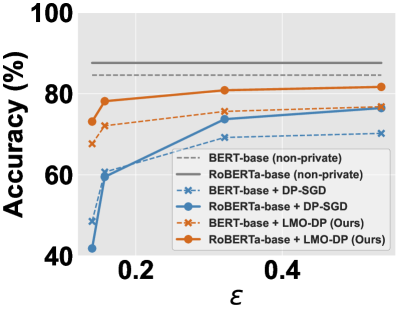 100
80
60
40
Accuracy (%)
BERT-base (non-private)
RoBERTa-base (non-private)
BERT-base + DP-SGD
RoBERTa-base + DP-SGD
BERT-base + LMO-DP (Ours)
RoBERTa-base + LMO-DP (Ours)
0.2 0.4
ε